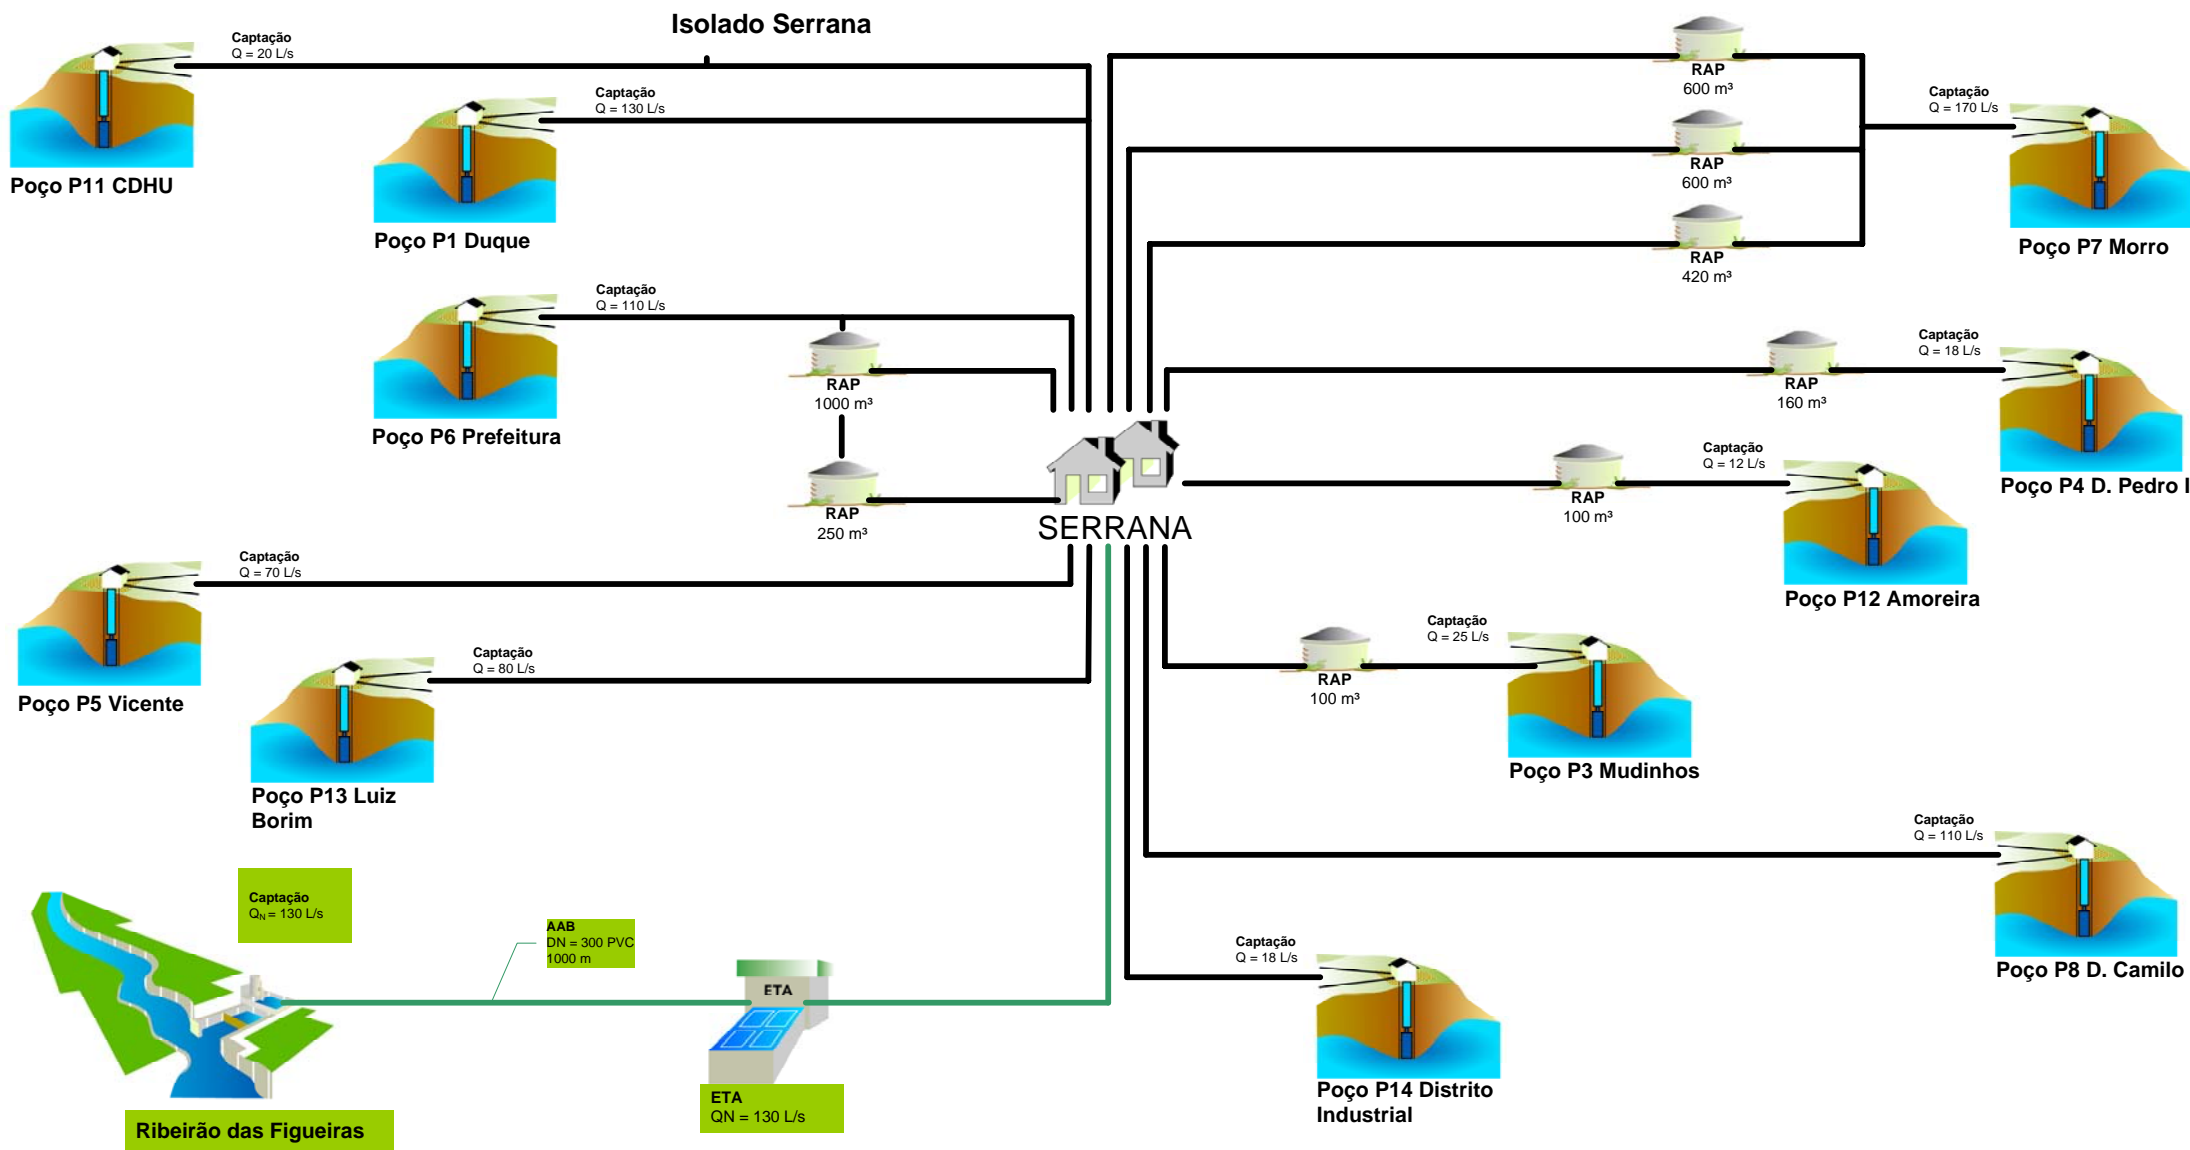 Isolado Serrana
Captação
Q = 20 L/s
Poço P11 CDHU
Captação
Q = 130 L/s
Poço P1 Duque
Captação
Q = 110 L/s
Poço P6 Prefeitura
RAP
1000 m³
RAP
250 m³
RAP
600 m³
RAP
600 m³
RAP
420 m³
Captação
Q = 170 L/s
Poço P7 Morro
RAP
160 m³
Captação
Q = 18 L/s
Poço P4 D. Pedro I
RAP
100 m³
Captação
Q = 12 L/s
Poço P12 Amoreira
SERRANA
Captação
Q = 70 L/s
Poço P5 Vicente
Captação
Q = 80 L/s
Poço P13 Luiz
Borim
RAP
100 m³
Captação
Q = 25 L/s
Poço P3 Mudinhos
Captação
Q = 110 L/s
Poço P8 D. Camilo
Captação
Q = 18 L/s
Poço P14 Distrito
Industrial
Captação
Qɴ = 130 L/s
AAB
DN = 300 PVC
1000 m
ETA
ETA
QN = 130 L/s
Ribeirão das Figueiras